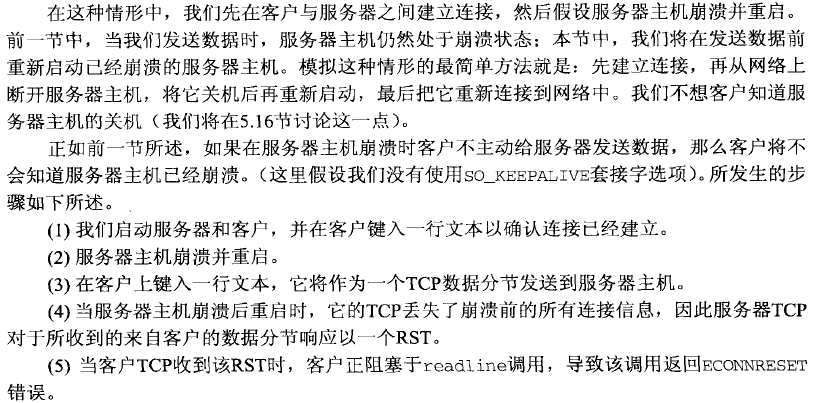 在这种情形中，我们先在客户与服务器之间建立连接，然后假设服务器主机崩溃并重启。
前一节中，当我们发送数据时，服务器主机仍然处于崩溃状态；本节中，我们将在发送数据前
重新启动已经崩溃的服务器主机。模拟这种情形的最简单方法就是：先建立连接，再从网络上
断开服务器主机，将它关机后再重新启动，最后把它重新连接到网络中。我们不想客户知道服
务器主机的关机（我们将在5.16节讨论这一点）。
正如前一节所述，如果在服务器主机崩溃时客户不主动给服务器发送数据，那么客户将不
会知道服务器主机已经崩溃。（这里假设我们没有使用SO_KEEPALIVE套接字选项）。所发生的步
骤如下所述。
(1) 我们启动服务器和客户，并在客户键入一行文本以确认连接已经建立。
(2) 服务器主机崩溃并重启。
(3) 在客户上键入一行文本，它将作为一个TCP数据分节发送到服务器主机。
(4) 当服务器主机崩溃后重启时，它的TCP丢失了崩溃前的所有连接信息，因此服务器TCP
对于所收到的来自客户的数据分节响应以一个RST。
(5) 当客户TCP收到该RST时，客户正阻塞于readline调用，导致该调用返回ECONNRESET
错误。